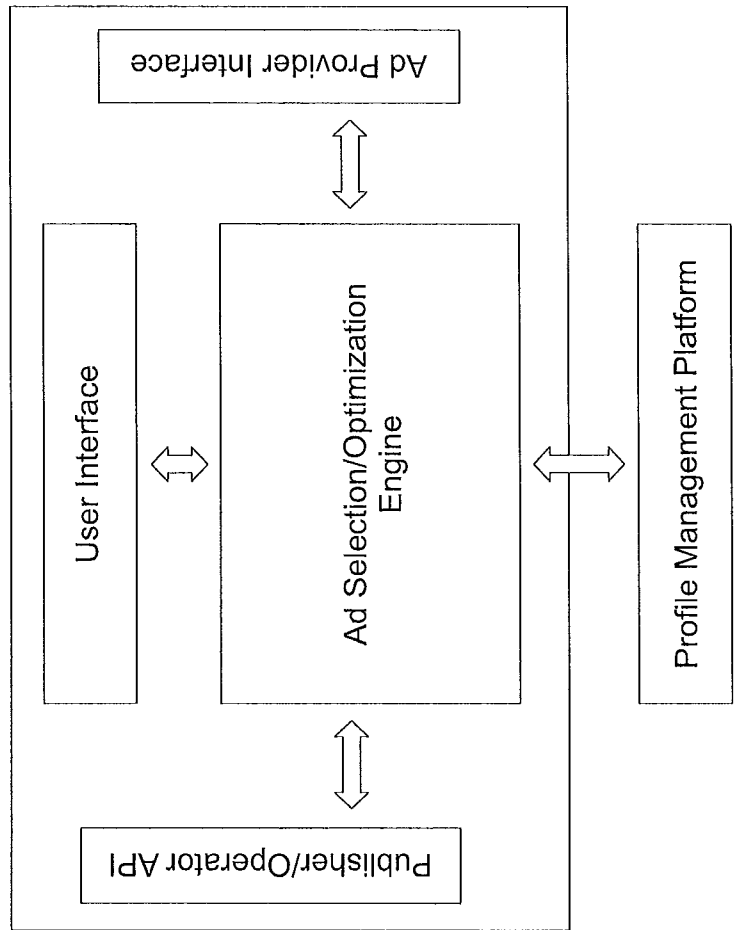 User Interface
Publisher/Operator API
Ad Selection/Optimization
Engine
Ad Provider Interface
Profile Management Platform